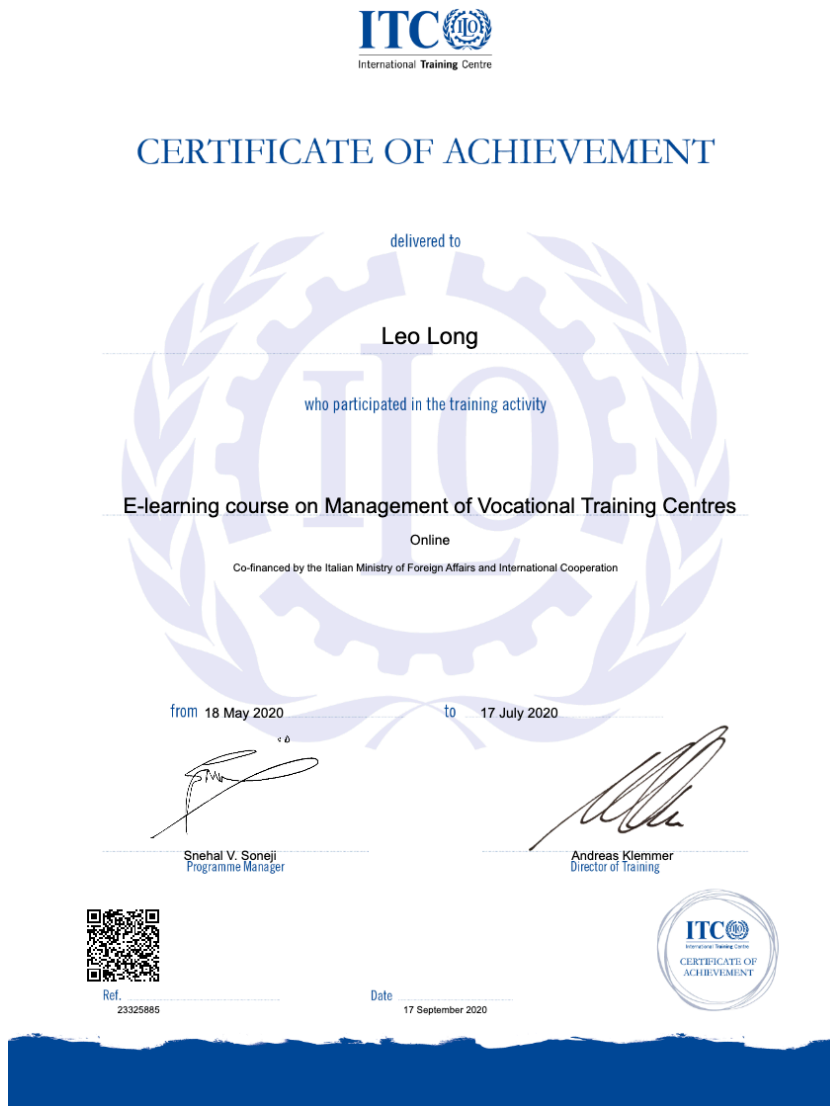 ITC ILO
International Training Centre
CERTIFICATE OF ACHIEVEMENT
delivered to
Leo Long
who participated in the training activity
ILO
E-learning course on Management of Vocational Training Centres
Online
Co-financed by the Italian Ministry of Foreign Affairs and International Cooperation
from 18 May 2020 to 17 July 2020
Snehal V. Soneji
Programme Manager
Andreas Klemmer
Director of Training
ITC ILO
International Training Centre
CERTIFICATE OF
ACHIEVEMENT
Ref.
23325885
Date
17 September 2020